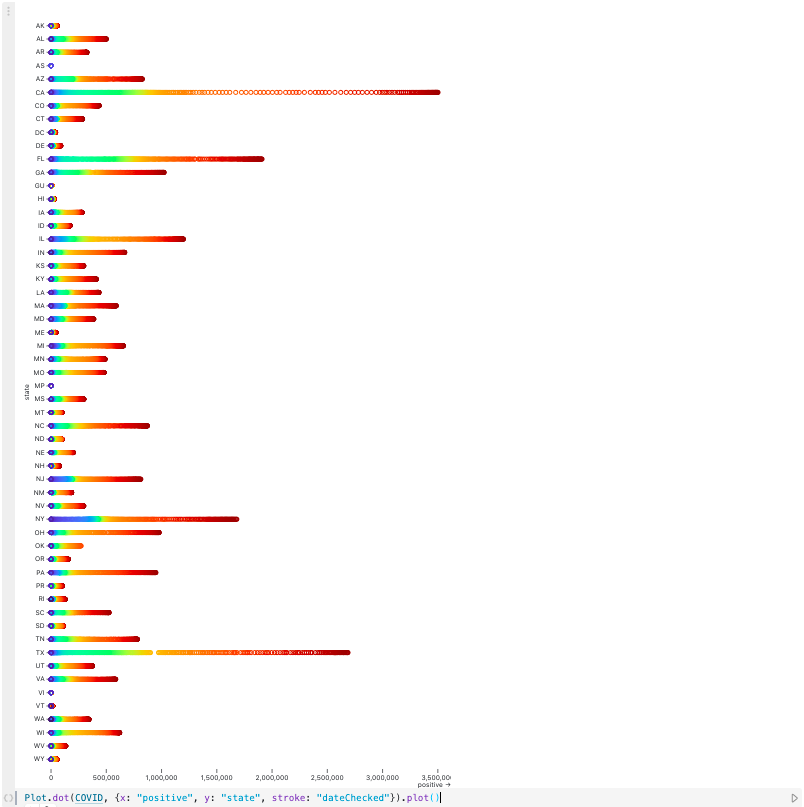 AK
AL
AR
AS
AZ
CA
CO
CT
DC
DE
FL
GA
GU
HI
IA
ID
IL
IN
KS
KY
LA
MA
MD
ME
MI
MN
MO
MP
MS
MT
NC
ND
NE
NH
NJ
NM
NV
NY
OH
OK
OR
PA
PR
RI
SC
SD
TN
TX
UT
VA
VI
VT
WA
WI
WV
WY
state
0 500,000 1,000,000 1,500,000 2,000,000 2,500,000 3,000,000 3,500,00
positive →
Plot.dot(COVID, {x: "positive", y: "state", stroke: "dateChecked"}).plot()